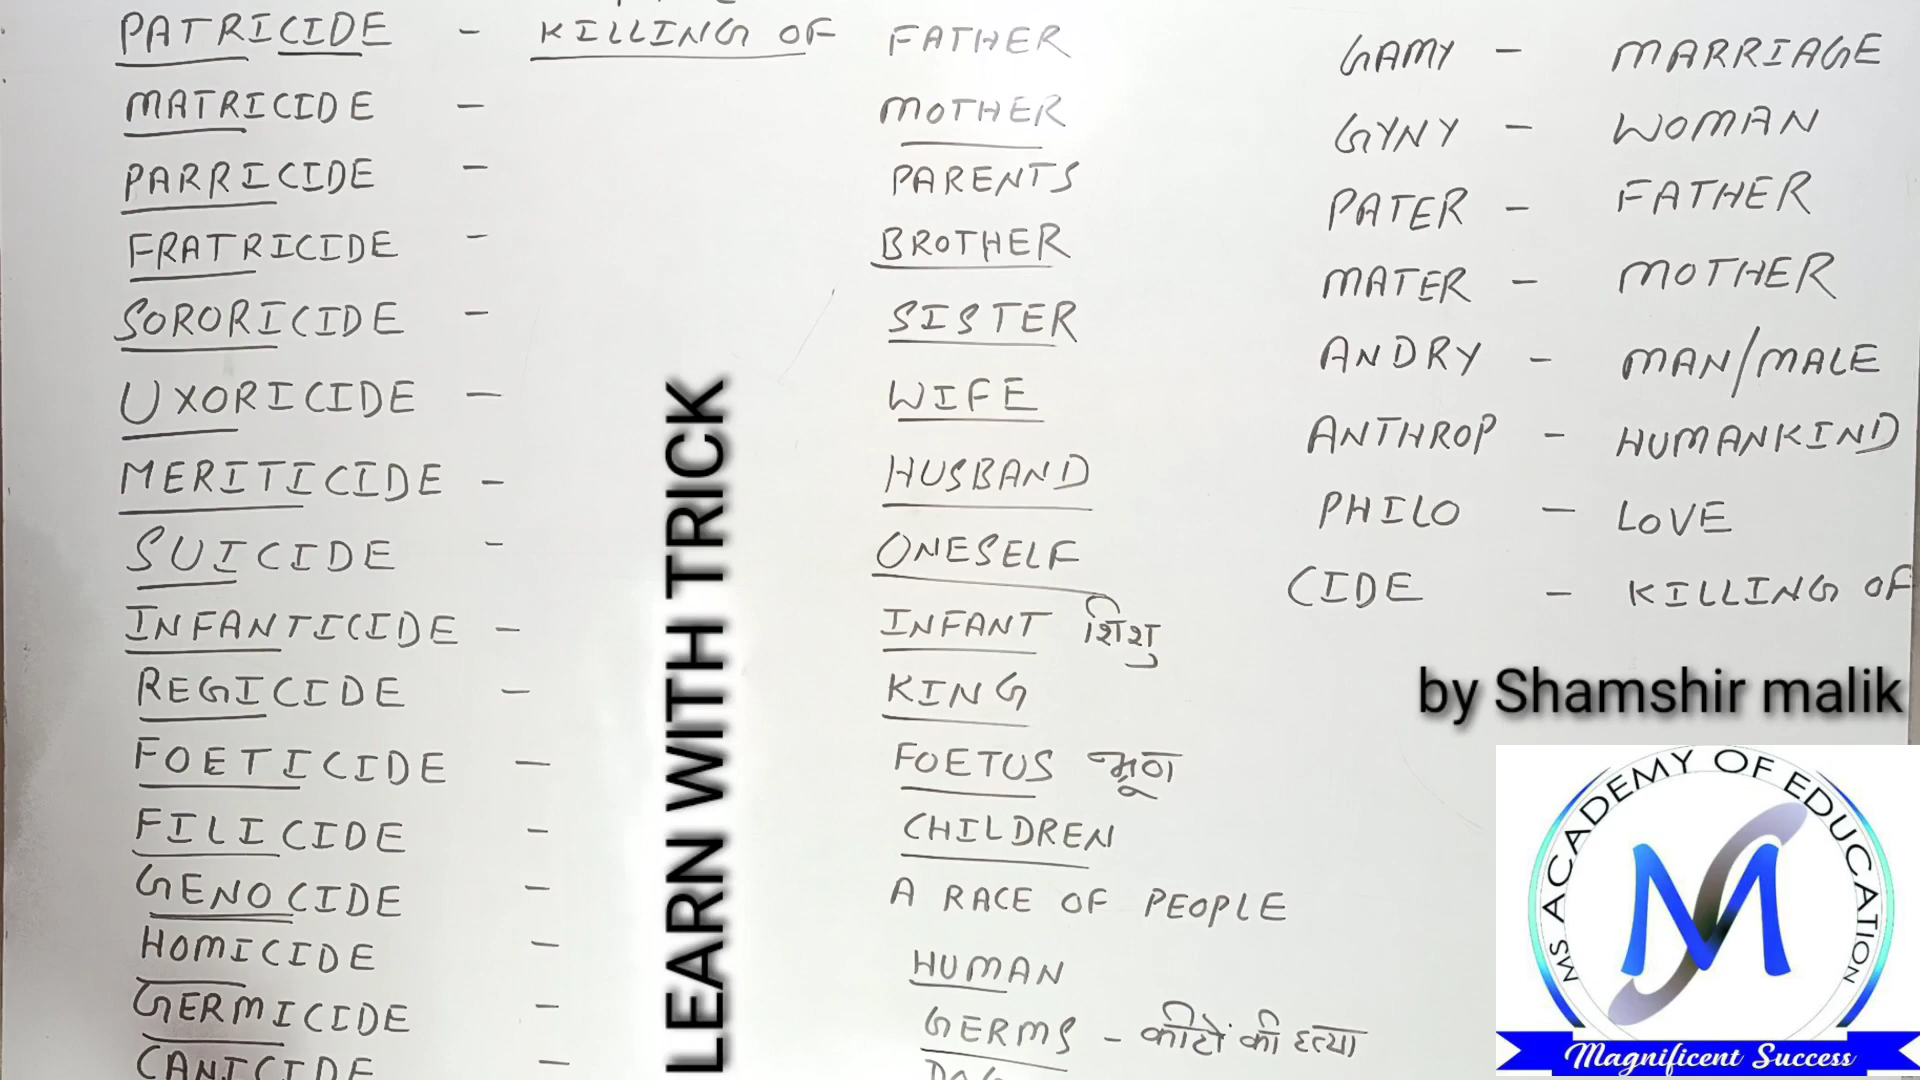 PATRICIDE - KILLING OF FATHER
MATRICIDE - MOTHER
PARRICIDE - PARENTS
FRATRICIDE - BROTHER
SORORICIDE - SISTER
UXORICIDE - WIFE
MERITICIDE - HUSBAND
SUICIDE - ONESELF
INFANTICIDE - INFANT शिशु
REGICIDE - KING
FOETICIDE - FOETUS भ्रूण
FILICIDE - CHILDREN
GENOCIDE - A RACE OF PEOPLE
HOMICIDE - HUMAN
GERMICIDE - GERMS - कीटों की हत्या
CANICIDE - DOG
GAMY - MARRIAGE
GYNY - WOMAN
PATER - FATHER
MATER - MOTHER
ANDRY - MAN/MALE
ANTHROP - HUMANKIND
PHILO - LOVE
CIDE - KILLING OF
LEARN WITH TRICK
by Shamshir malik
MS ACADEMY OF EDUCATION
M
Magnificent Success